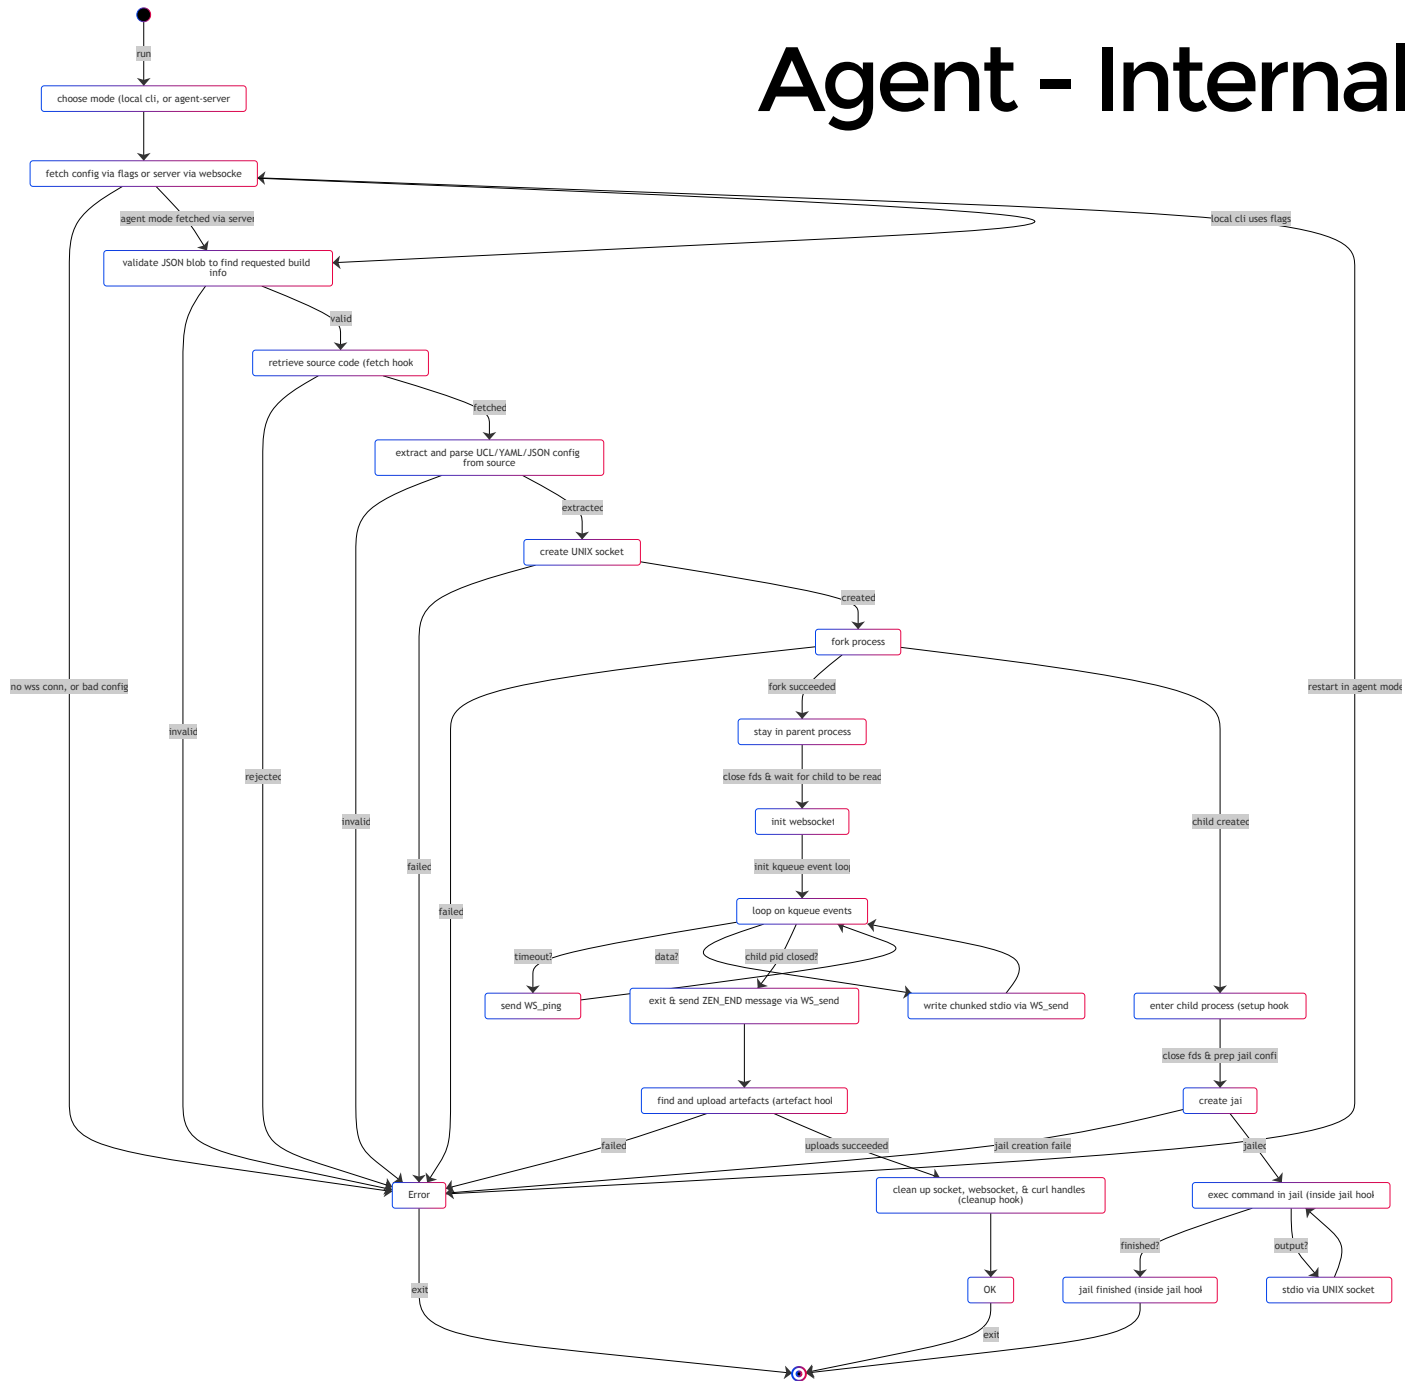 Agent - Internal
run
choose mode (local cli, or agent-server
fetch config via flags or server via websocke
agent mode fetched via server
local cli uses flags
validate JSON blob to find requested build
info
valid
retrieve source code (fetch hook
fetched
extract and parse UCL/YAML/JSON config
from source
extracted
create UNIX socket
created
fork process
no wss conn, or bad config
fork succeeded
restart in agent mode
invalid
stay in parent process
rejected
close fds & wait for child to be read
invalid
init websocket
child created
failed
init kqueue event loop
failed
loop on kqueue events
timeout?
data?
child pid closed?
send WS_ping
exit & send ZEN_END message via WS_send
write chunked stdio via WS_send
enter child process (setup hook
close fds & prep jail confi
find and upload artefacts (artefact hool
create jai
failed
uploads succeeded
jail creation faile
jailed
Error
clean up socket, websocket, & curl handles
(cleanup hook)
exec command in jail (inside jail hook
finished?
output?
exit
OK
jail finished (inside jail hook
stdio via UNIX socket
exit